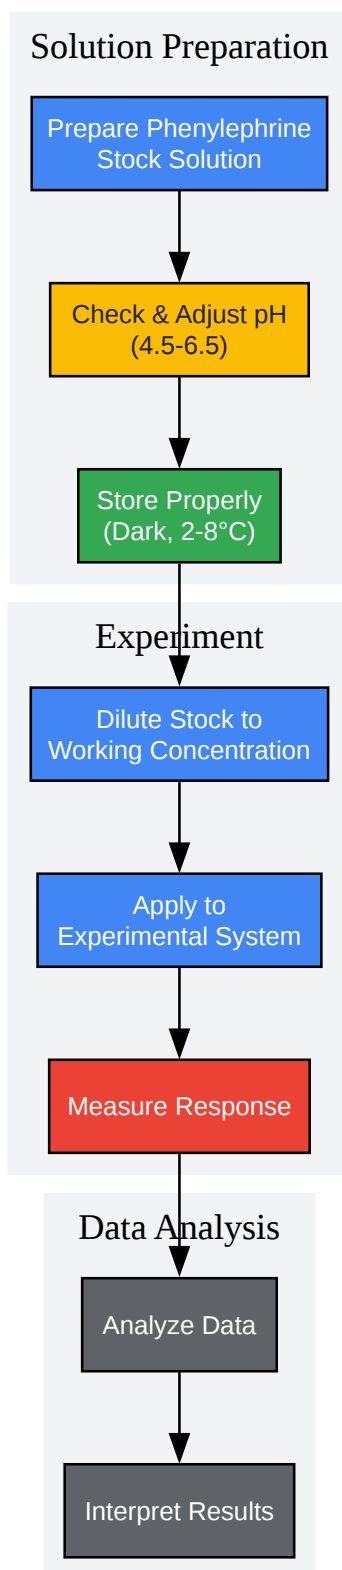 Solution Preparation
Prepare Phenylephrine
Stock Solution
Check & Adjust pH
(4.5-6.5)
Store Properly
(Dark, 2-8°C)
Experiment
Dilute Stock to
Working Concentration
Apply to
Experimental System
Measure Response
Data Analysis
Analyze Data
Interpret Results